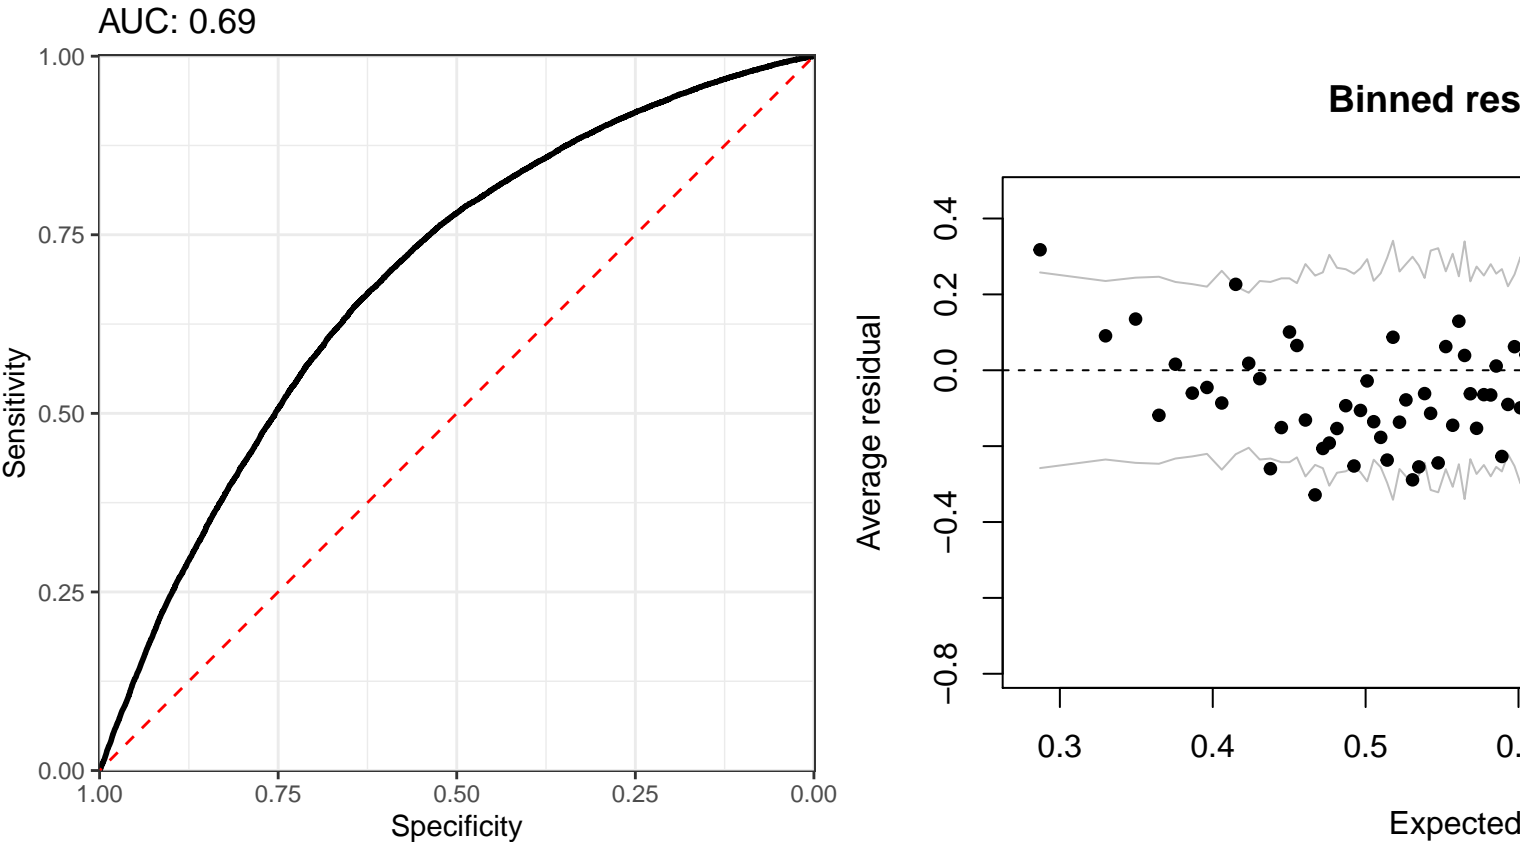 AUC: 0.69
1.00
0.75
0.50
0.25
0.00
Sensitivity
1.00 0.75 0.50 0.25 0.00
Specificity
Binned res
0.4
0.2
0.0
−0.4
−0.8
Average residual
0.3 0.4 0.5 0.
Expected